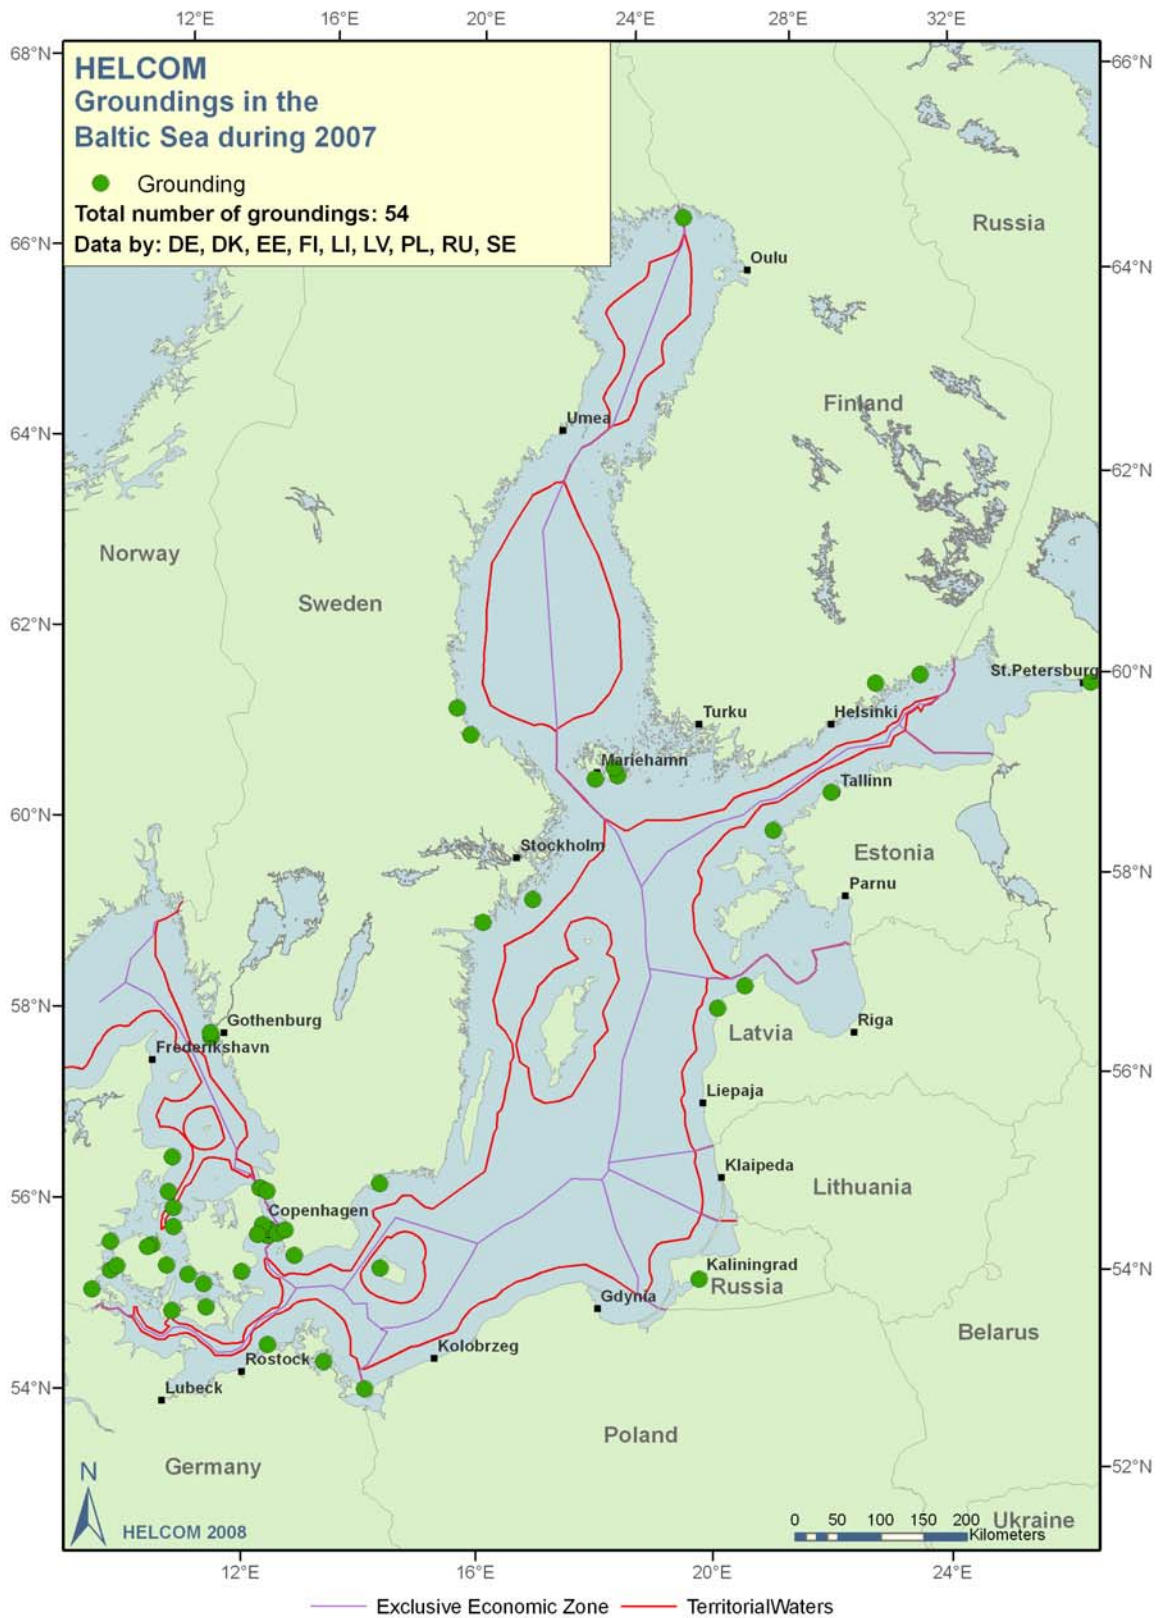 12°E 16°E 20°E 24°E 28°E 32°E
68°N
66°N
HELCOM
Groundings in the
Baltic Sea during 2007
Grounding
Total number of groundings: 54
Data by: DE, DK, EE, FI, LI, LV, PL, RU, SE
Russia
66°N
64°N
Oulu
Finland
Umea
64°N
62°N
Norway
Sweden
62°N
60°N
St.Petersburg
Turku
Helsinki
Mariehamn
Tallinn
60°N
Stockholm
Estonia
58°N
Parnu
58°N
Gothenburg
Riga
Latvia
Frederikshavn
56°N
Liepaja
Klaipeda
56°N
Lithuania
Copenhagen
54°N
Kaliningrad
Russia
Gdynia
Belarus
Kolobrzeg
Rostock
54°N
Lubeck
Poland
Germany
52°N
N
HELCOM 2008
0 50 100 150 200
Kilometers
Ukraine
12°E 16°E 20°E 24°E
Exclusive Economic Zone TerritorialWaters